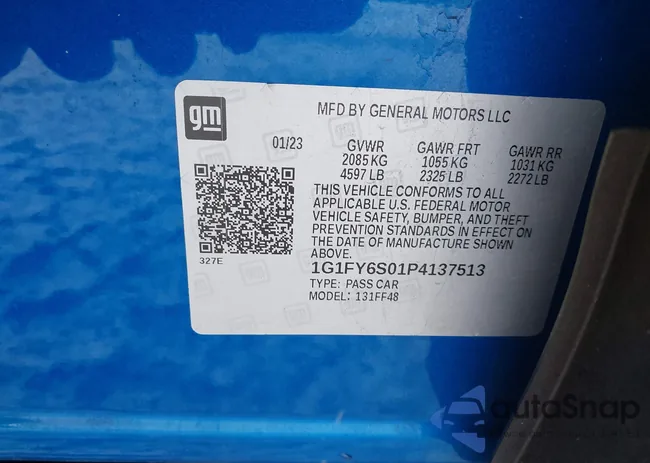 gm
MFD BY GENERAL MOTORS LLC
01/23 GVWR GAWR FRT GAWR RR
2085 KG 1055 KG 1031 KG
4597 LB 2325 LB 2272 LB
THIS VEHICLE CONFORMS TO ALL
APPLICABLE U.S. FEDERAL MOTOR
VEHICLE SAFETY, BUMPER, AND THEFT
PREVENTION STANDARDS IN EFFECT ON
THE DATE OF MANUFACTURE SHOWN
ABOVE.
327E
1G1FY6S01P4137513
TYPE: PASS CAR
MODEL: 131FF48
autoSnap